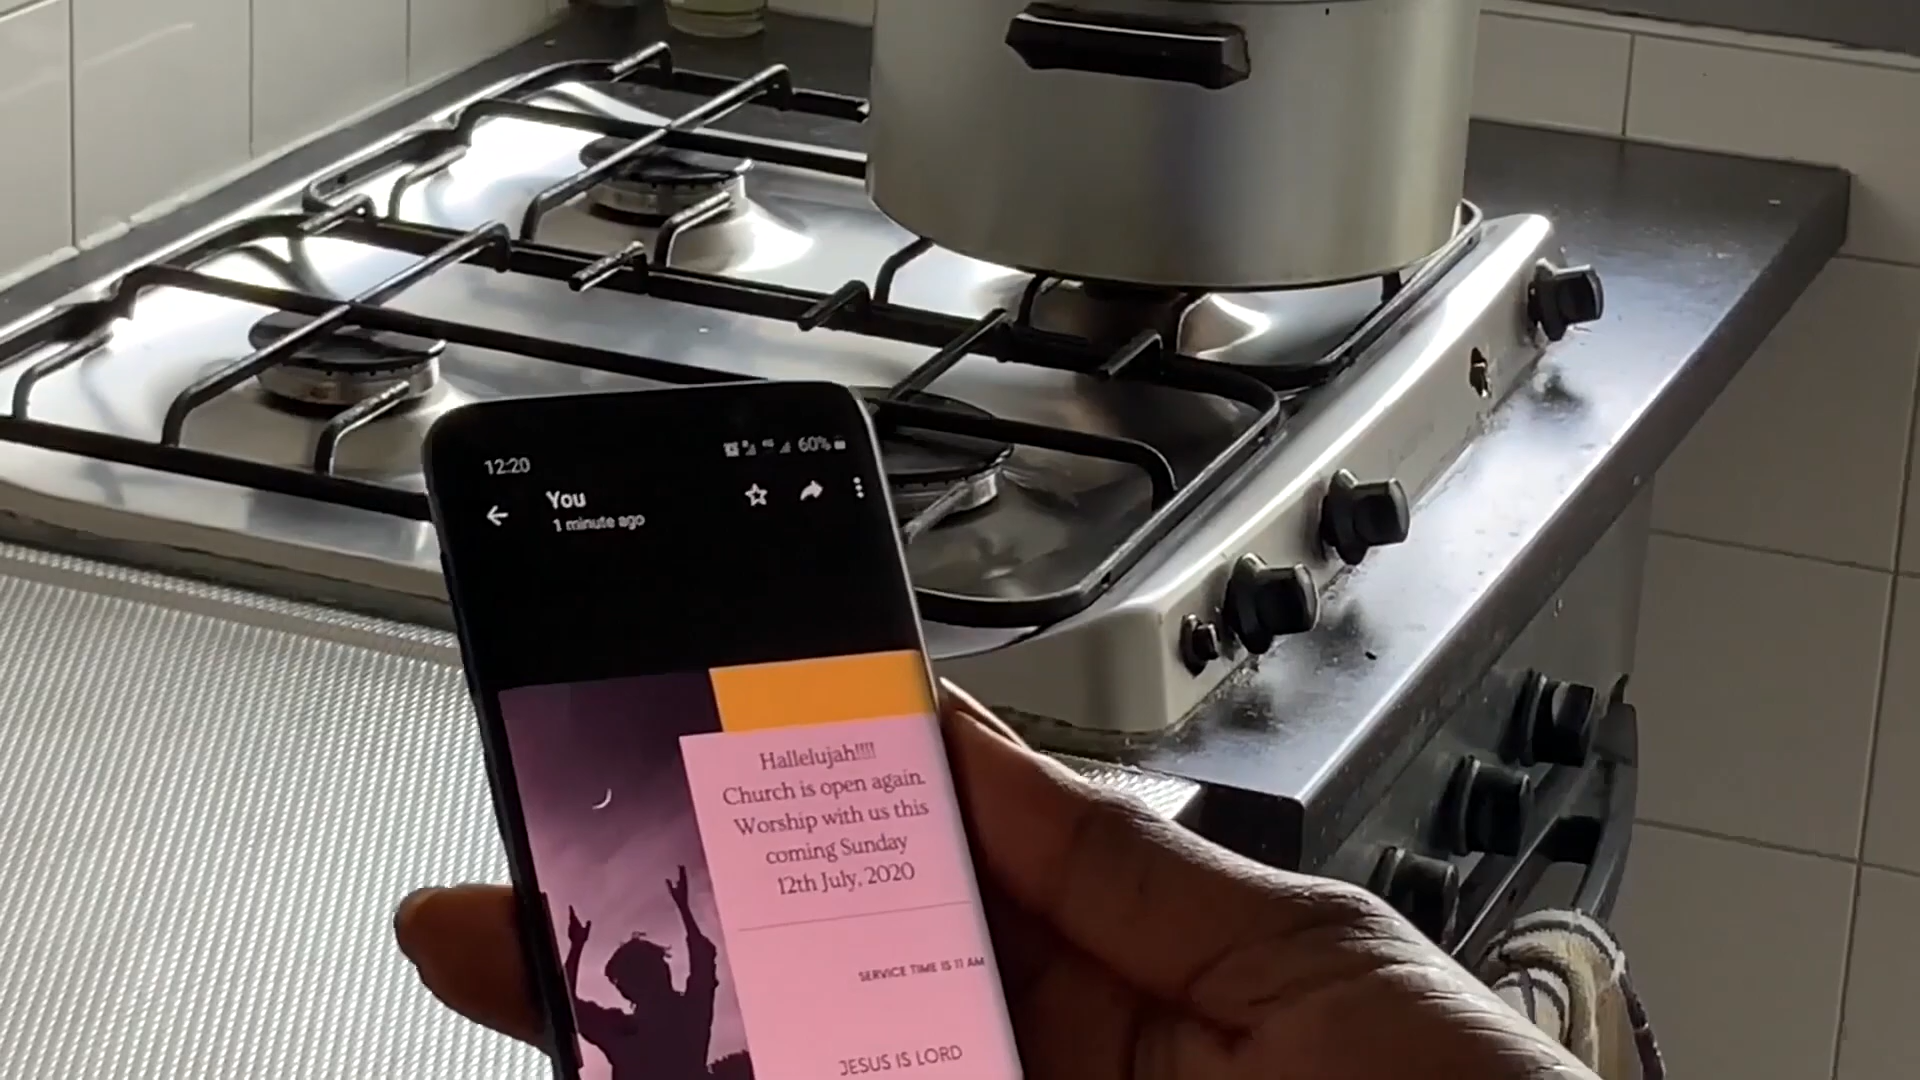 12:20
60%
You
1 minute ago
Hallelujah!!!!
Church is open again.
Worship with us this
coming Sunday
12th July, 2020
SERVICE TIME IS 11 AM
JESUS IS LORD